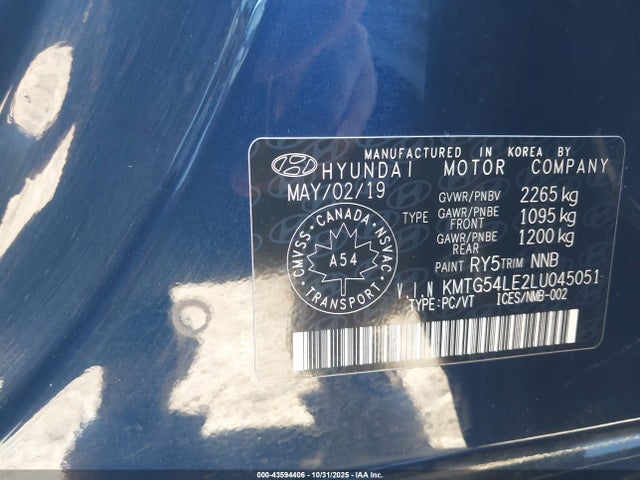 MANUFACTURED IN KOREA BY
HYUNDAI MOTOR COMPANY
MAY/02/19
GVWR/PNBV 2265 kg
TYPE GAWR/PNBE FRONT 1095 kg
GAWR/PNBE REAR 1200 kg
PAINT RY5 TRIM NNB
V.I.N KMTG54LE2LU045051
TYPE:PC/VT ICES/NMB-002
CMVSS • CANADA • NSVAC
A54
• TRANSPORT •
000-43594406 - 10/31/2025 - IAA Inc.